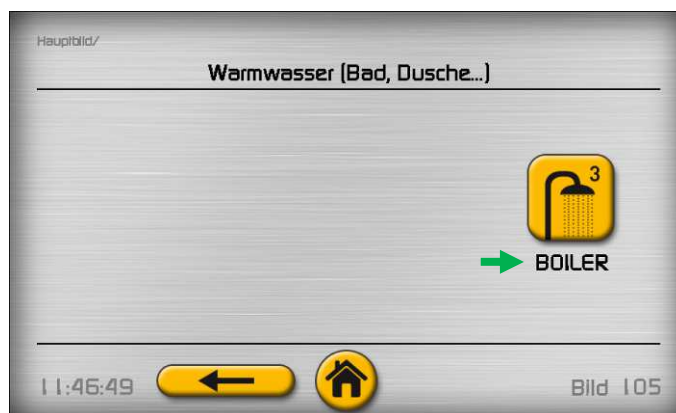 Hauptbild/
Warmwasser (Bad, Dusche...)
3
BOILER
11:46:49
Bild 105